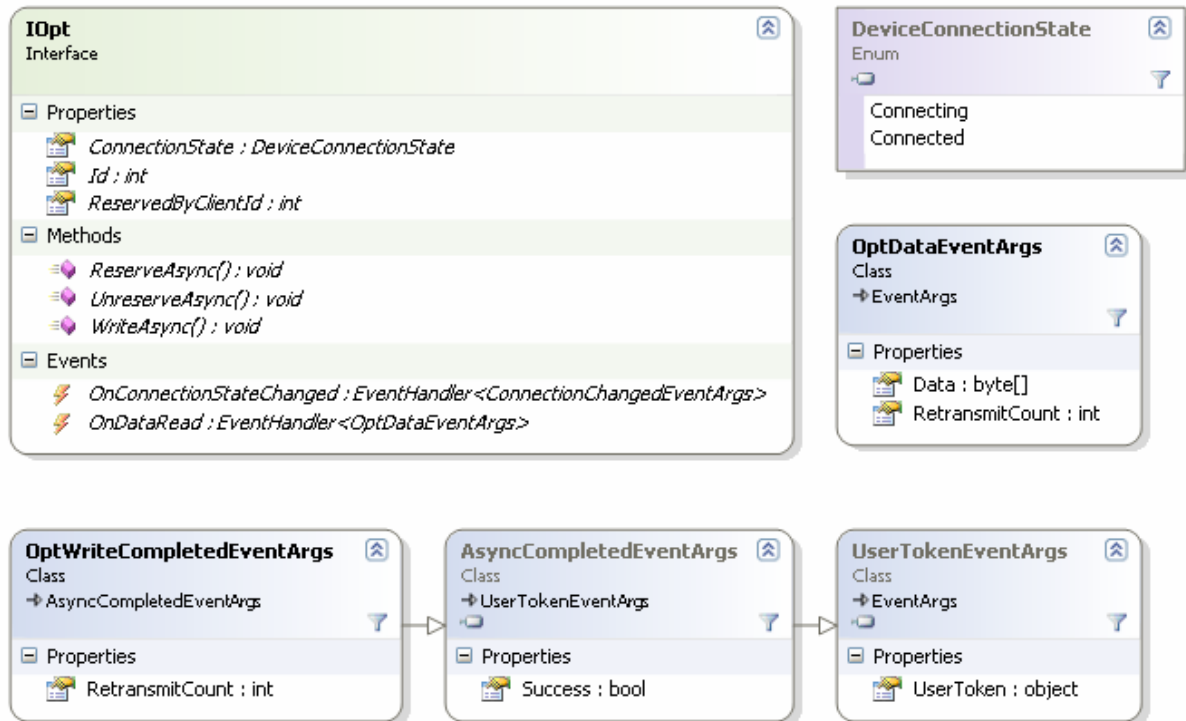 IOpt
Interface
Properties
ConnectionState : DeviceConnectionState
Id : int
ReservedByClientId : int
Methods
ReserveAsync() : void
UnreserveAsync() : void
WriteAsync() : void
Events
OnConnectionStateChanged : EventHandler<ConnectionChangedEventArgs>
OnDataRead : EventHandler<OptDataEventArgs>
DeviceConnectionState
Enum
Connecting
Connected
OptDataEventArgs
Class
EventArgs
Properties
Data : byte[]
RetransmitCount : int
OptWriteCompletedEventArgs
Class
AsyncCompletedEventArgs
Properties
RetransmitCount : int
AsyncCompletedEventArgs
Class
UserTokenEventArgs
Properties
Success : bool
UserTokenEventArgs
Class
EventArgs
Properties
UserToken : object